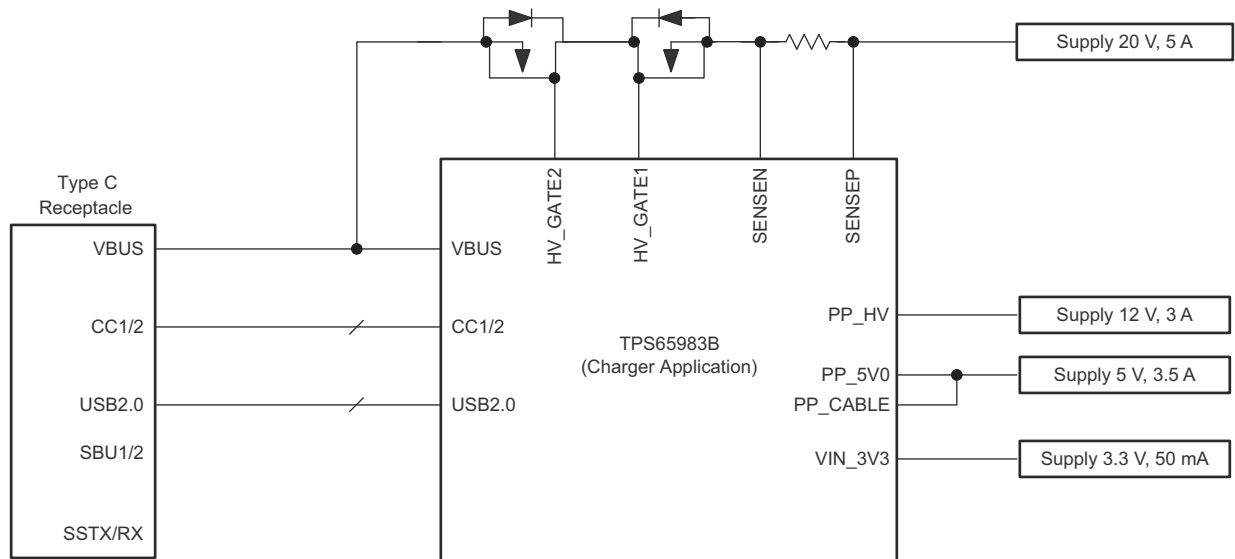 Supply 20 V, 5 A
HV_GATE2
HV_GATE1
SENSEN
SENSEP
Type C
Receptacle
VBUS
VBUS
CC1/2
CC1/2
USB2.0
USB2.0
SBU1/2
SSTX/RX
TPS65983B
(Charger Application)
PP_HV
Supply 12 V, 3 A
PP_5V0
Supply 5 V, 3.5 A
PP_CABLE
VIN_3V3
Supply 3.3 V, 50 mA